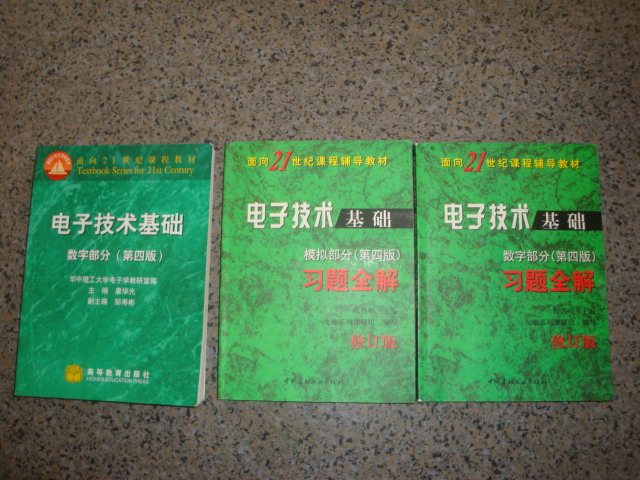 面向21世纪课程教材
Textbook Series for 21st Century
电子技术基础
数字部分（第四版）
华中理工大学电子学教研室编
主编 康华光
副主编 邹寿彬
高等教育出版社
HIGHER EDUCATION PRESS
面向21世纪课程辅导教材
电子技术基础
模拟部分（第四版）
习题全解
修订版
面向21世纪课程辅导教材
电子技术基础
数字部分（第四版）
习题全解
修订版